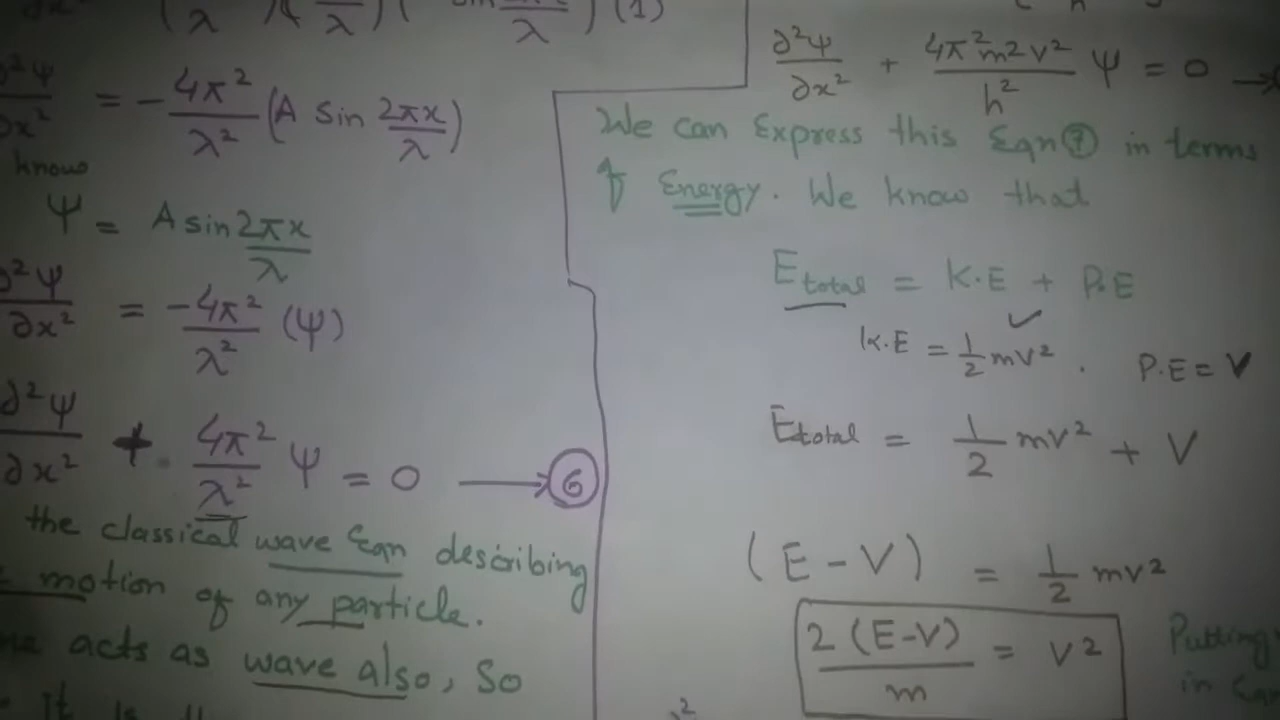 ∂²Ψ/∂x² = -4π²/λ² (A sin 2πx/λ)
know
Ψ = A sin 2πx/λ
∂²Ψ/∂x² = -4π²/λ² (Ψ)
∂²Ψ/∂x² + 4π²/λ² Ψ = 0 → ⑥
the classical wave Eqn describing
motion of any particle.
acts as wave also, So
It is
∂²Ψ/∂x² + 4π²m²v²/h² Ψ = 0 →
We can Express this Eqn ⑦ in terms
of Energy. We know that
E total = K.E + P.E
K.E = 1/2 mv² . P.E = V
Etotal = 1/2 mv² + V
(E - V) = 1/2 mv²
2 (E-V)/m = v² Putting
in